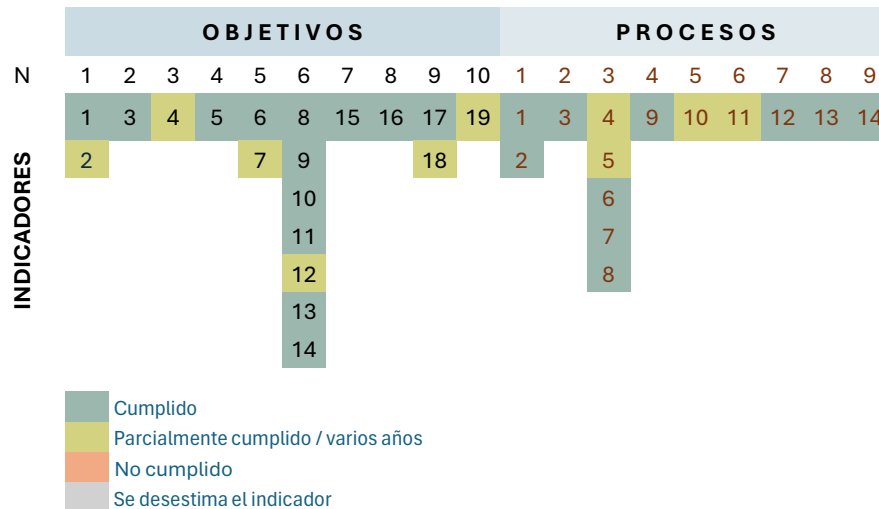 OBJETIVOS PROCESOS
N 1 2 3 4 5 6 7 8 9 10 1 2 3 4 5 6 7 8 9
INDICADORES
1 3 4 5 6 8 15 16 17 19 1 3 4 9 10 11 12 13 14
2 7 9 18 2 5
10 6
11 7
12 8
13
14
Cumplido
Parcialmente cumplido / varios años
No cumplido
Se desestima el indicador